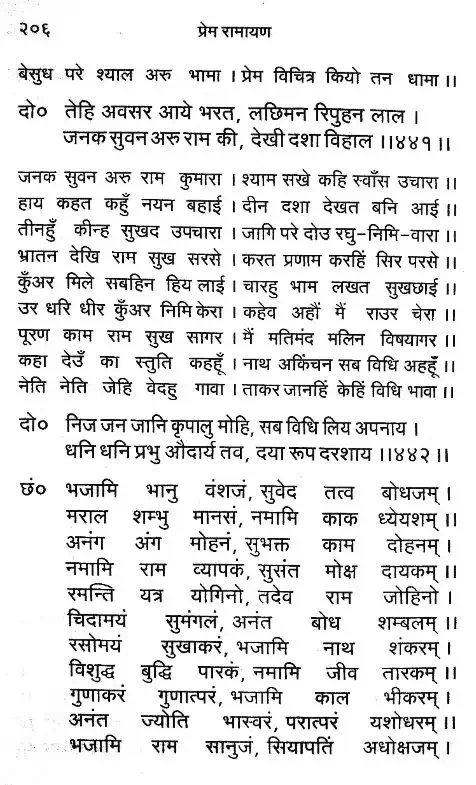 २०६
प्रेम रामायण
बेसुध परे श्याल अरु भामा । प्रेम विचित्र कियो तन धामा ।।
दो० तेहि अवसर आये भरत, लछिमन रिपुहन लाल ।
जनक सुवन अरु राम की, देखी दशा विहाल ।।४४१।।
जनक सुवन अरु राम कुमारा । श्याम सखे कहि स्वाँस उचारा ।।
हाय कहत कहुँ नयन बहाई । दीन दशा देखत बनि आई ।।
तीनहुँ कीन्ह सुखद उपचारा । जागि परे दोउ रघु-निमि-वारा ।।
भ्रातन देखि राम सुख सरसे । करत प्रणाम करहिं सिर परसे ।।
कुँअर मिले सबहिन हिय लाई । चारहु भाम लखत सुखछाई ।।
उर धरि धीर कुँअर निमि केरा । कहेव अहौं मैं राउर चेरा ।।
पूरण काम राम सुख सागर । मैं मतिमंद मलिन विषयागर ।।
कहा देउँ का स्तुति कहहूँ । नाथ अकिंचन सब विधि अहहूँ ।।
नेति नेति जेहि वेदहु गावा । ताकर जानहिं केहिं विधि भावा ।।
दो० निज जन जानि कृपालु मोहि, सब विधि लिय अपनाय ।
धनि धनि प्रभु औदार्य तव, दया रूप दरशाय ।।४४२।।
छं० भजामि भानु वंशजं, सुवेद तत्व बोधजम् ।
मराल शम्भु मानसं, नमामि काक ध्येयशम् ।।
अनंग अंग मोहनं, सुभक्त काम दोहनम् ।
नमामि राम व्यापकं, सुसंत मोक्ष दायकम् ।।
रमन्ति यत्र योगिनो, तदेव राम जोहिनो ।
चिदामयं सुमंगलं, अनंत बोध शम्बलम् ।।
रसोमयं सुखाकरं, भजामि नाथ शंकरम् ।
विशुद्ध बुद्धि पारकं, नमामि जीव तारकम् ।।
गुणाकरं गुणात्परं, भजामि काल भीकरम् ।
अनंत ज्योति भास्वरं, परात्परं यशोधरम् ।।
भजामि राम सानुजं, सियापतिं अधोक्षजम् ।